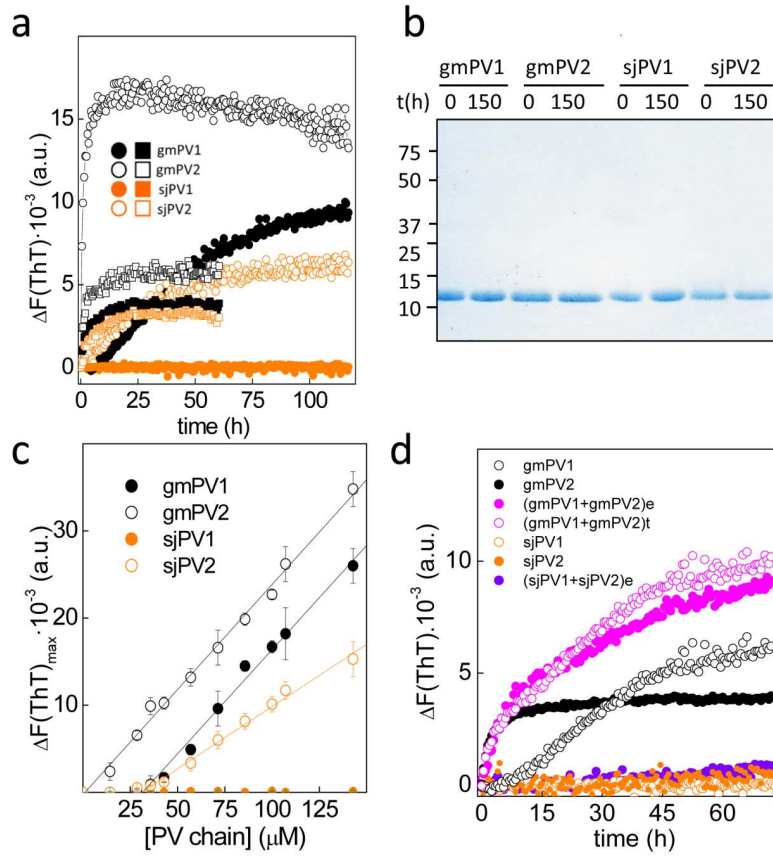 a
ΔF(ThT)·10⁻³ (a.u.)
15
10
5
0
gmPV1
gmPV2
sjPV1
sjPV2
0 25 50 75 100
time (h)
b
gmPV1 gmPV2 sjPV1 sjPV2
t(h) 0 150 0 150 0 150 0 150
75
50
37
25
15
10
c
ΔF(ThT)max·10⁻³ (a.u.)
30
20
10
gmPV1
gmPV2
sjPV1
sjPV2
25 50 75 100 125
[PV chain] (μM)
d
ΔF(ThT).10⁻³ (a.u.)
10
5
0
gmPV1
gmPV2
(gmPV1+gmPV2)e
(gmPV1+gmPV2)t
sjPV1
sjPV2
(sjPV1+sjPV2)e
0 15 30 45 60
time (h)